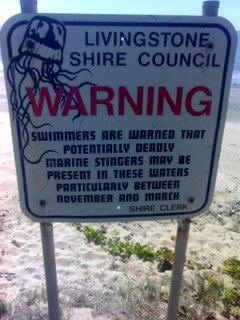 LIVINGSTONE
SHIRE COUNCIL
WARNING
SWIMMERS ARE WARNED THAT
POTENTIALLY DEADLY
MARINE STINGERS MAY BE
PRESENT IN THESE WATERS
PARTICULARLY BETWEEN
NOVEMBER AND MARCH
SHIRE CLERK